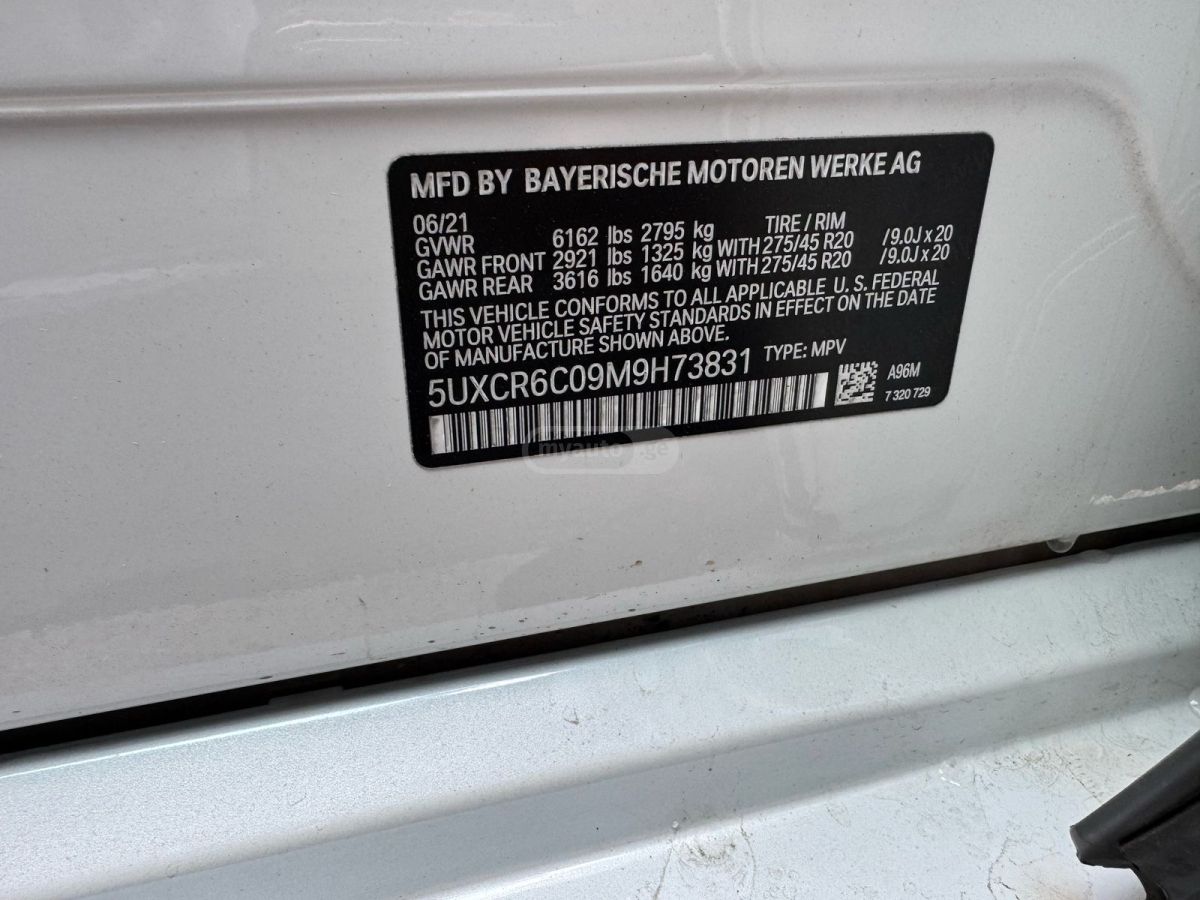 MFD BY BAYERISCHE MOTOREN WERKE AG
06/21 TIRE / RIM
GVWR 6162 lbs 2795 kg
GAWR FRONT 2921 lbs 1325 kg WITH 275/45 R20 / 9.0J x 20
GAWR REAR 3616 lbs 1640 kg WITH 275/45 R20 / 9.0J x 20
THIS VEHICLE CONFORMS TO ALL APPLICABLE U. S. FEDERAL
MOTOR VEHICLE SAFETY STANDARDS IN EFFECT ON THE DATE
OF MANUFACTURE SHOWN ABOVE.
5UXCR6C09M9H73831 TYPE: MPV
A96M
7 320 729
myauto.ge